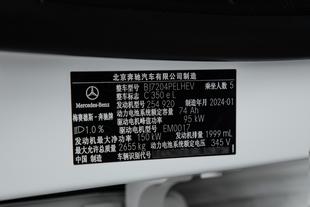 北京奔驰汽车有限公司制造
整车型号 BJ7204PELHEV 乘坐人数 5
整车型号 C 350 e L
发动机型号 254 920 制造年月 2024-01
动力电池系统额定容量 74 Ah
驱动电机峰值功率 95 kW
驱动电机型号 EM0017
发动机最大净功率 150 kW 发动机排量 1999 mL
最大允许总质量 2655 kg 动力电池系统额定电压 345 V
中国制造 车辆识别代号
Mercedes-Benz
梅赛德斯-奔驰牌
1.0 %